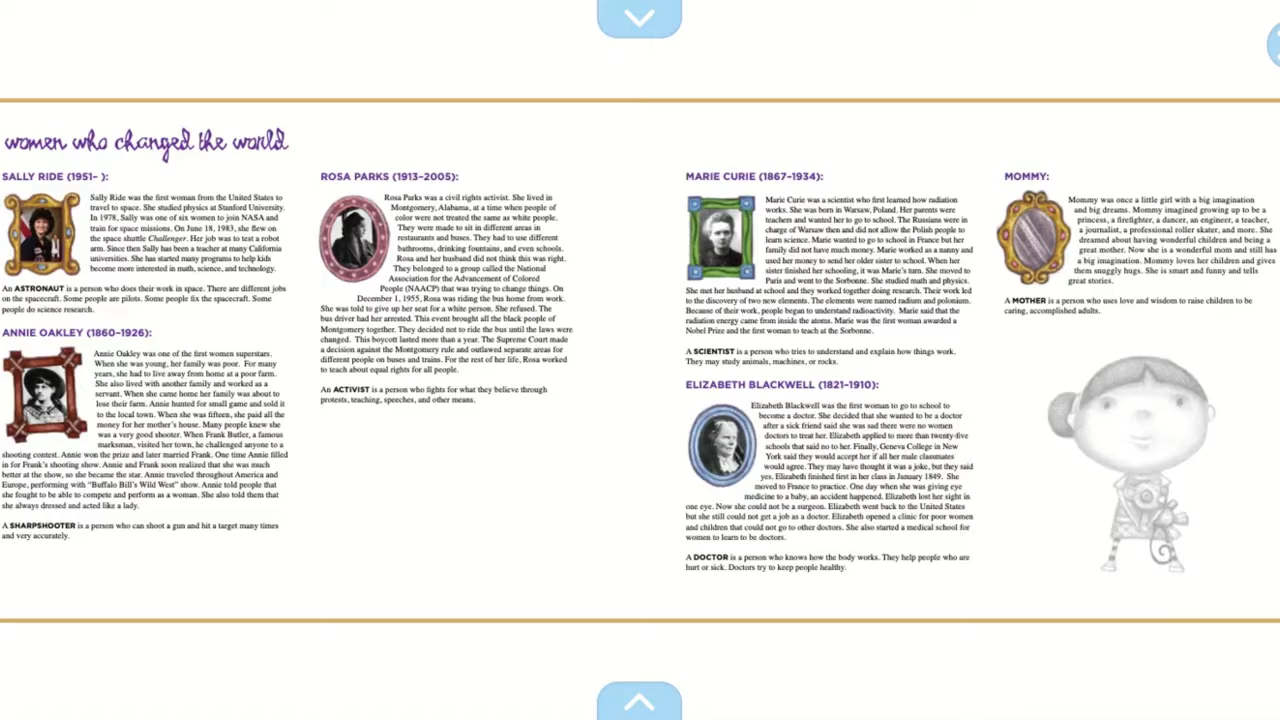 women who changed the world
SALLY RIDE (1951– ):
Sally Ride was the first woman from the United States to
travel to space. She studied physics at Stanford University.
In 1978, Sally was one of six women to join NASA and
train for space missions. On June 18, 1983, she flew on
the space shuttle Challenger. Her job was to test a robot
arm. Since then Sally has been a teacher at many California
universities. She has started many programs to help kids
become more interested in math, science, and technology.
An ASTRONAUT is a person who does their work in space. There are different jobs
on the spacecraft. Some people are pilots. Some people fix the spacecraft. Some
people do science research.
ANNIE OAKLEY (1860–1926):
Annie Oakley was one of the first women superstars.
When she was young, her family was poor. For many
years, she had to live away from home at a poor farm.
She also lived with another family and worked as a
servant. When she came home her family was about to
lose their farm. Annie hunted for small game and sold it
to the local town. When she was fifteen, she paid all the
money for her mother's house. Many people knew she
was a very good shooter. When Frank Butler, a famous
marksman, visited her town, he challenged anyone to a
shooting contest. Annie won the prize and later married Frank. One time Annie filled
in for Frank's shooting show. Annie and Frank soon realized that she was much
better at the show, so she became the star. Annie traveled throughout America and
Europe, performing with "Buffalo Bill's Wild West" show. Annie told people that
she fought to be able to compete and perform as a woman. She also told them that
she always dressed and acted like a lady.
A SHARPSHOOTER is a person who can shoot a gun and hit a target many times
and very accurately.
ROSA PARKS (1913–2005):
Rosa Parks was a civil rights activist. She lived in
Montgomery, Alabama, at a time when people of
color were not treated the same as white people.
They were made to sit in different areas in
restaurants and buses. They had to use different
bathrooms, drinking fountains, and even schools.
Rosa and her husband did not think this was right.
They belonged to a group called the National
Association for the Advancement of Colored
People (NAACP) that was trying to change things. On
December 1, 1955, Rosa was riding the bus home from work.
She was told to give up her seat for a white person. She refused. The
bus driver had her arrested. This event brought all the black people of
Montgomery together. They decided not to ride the bus until the laws were
changed. This boycott lasted more than a year. The Supreme Court made
a decision against the Montgomery rule and outlawed separate areas for
different people on buses and trains. For the rest of her life, Rosa worked
to teach about equal rights for all people.
An ACTIVIST is a person who fights for what they believe through
protests, teaching, speeches, and other means.
MARIE CURIE (1867–1934):
Marie Curie was a scientist who first learned how radiation
works. She was born in Warsaw, Poland. Her parents were
teachers and wanted her to go to school. The Russians were in
charge of Warsaw then and did not allow the Polish people to
learn science. Marie wanted to go to school in France but her
family did not have much money. Marie worked as a nanny and
used her money to send her older sister to school. When her
sister finished her schooling, it was Marie's turn. She moved to
Paris and went to the Sorbonne. She studied math and physics.
She met her husband at school and they worked together doing research. Their work led
to the discovery of two new elements. The elements were named radium and polonium.
Because of their work, people began to understand radioactivity. Marie said that the
radiation energy came from inside the atoms. Marie was the first woman awarded a
Nobel Prize and the first woman to teach at the Sorbonne.
A SCIENTIST is a person who tries to understand and explain how things work.
They may study animals, machines, or rocks.
ELIZABETH BLACKWELL (1821–1910):
Elizabeth Blackwell was the first woman to go to school to
become a doctor. She decided that she wanted to be a doctor
after a sick friend said she was sad there were no women
doctors to treat her. Elizabeth applied to more than twenty-five
schools that said no to her. Finally, Geneva College in New
York said they would accept her if all her male classmates
would agree. They may have thought it was a joke, but they said
yes. Elizabeth finished first in her class in January 1849. She
moved to France to practice. One day when she was giving eye
medicine to a baby, an accident happened. Elizabeth lost her sight in
one eye. Now she could not be a surgeon. Elizabeth went back to the United States
but she still could not get a job as a doctor. Elizabeth opened a clinic for poor women
and children that could not go to other doctors. She also started a medical school for
women to learn to be doctors.
A DOCTOR is a person who knows how the body works. They help people who are
hurt or sick. Doctors try to keep people healthy.
MOMMY:
Mommy was once a little girl with a big imagination
and big dreams. Mommy imagined growing up to be a
princess, a firefighter, a dancer, an engineer, a teacher,
a journalist, a professional roller skater, and more. She
dreamed about having wonderful children and being a
great mother. Now she is a wonderful mom and still has
a big imagination. Mommy loves her children and gives
them snuggly hugs. She is smart and funny and tells
great stories.
A MOTHER is a person who uses love and wisdom to raise children to be
caring, accomplished adults.